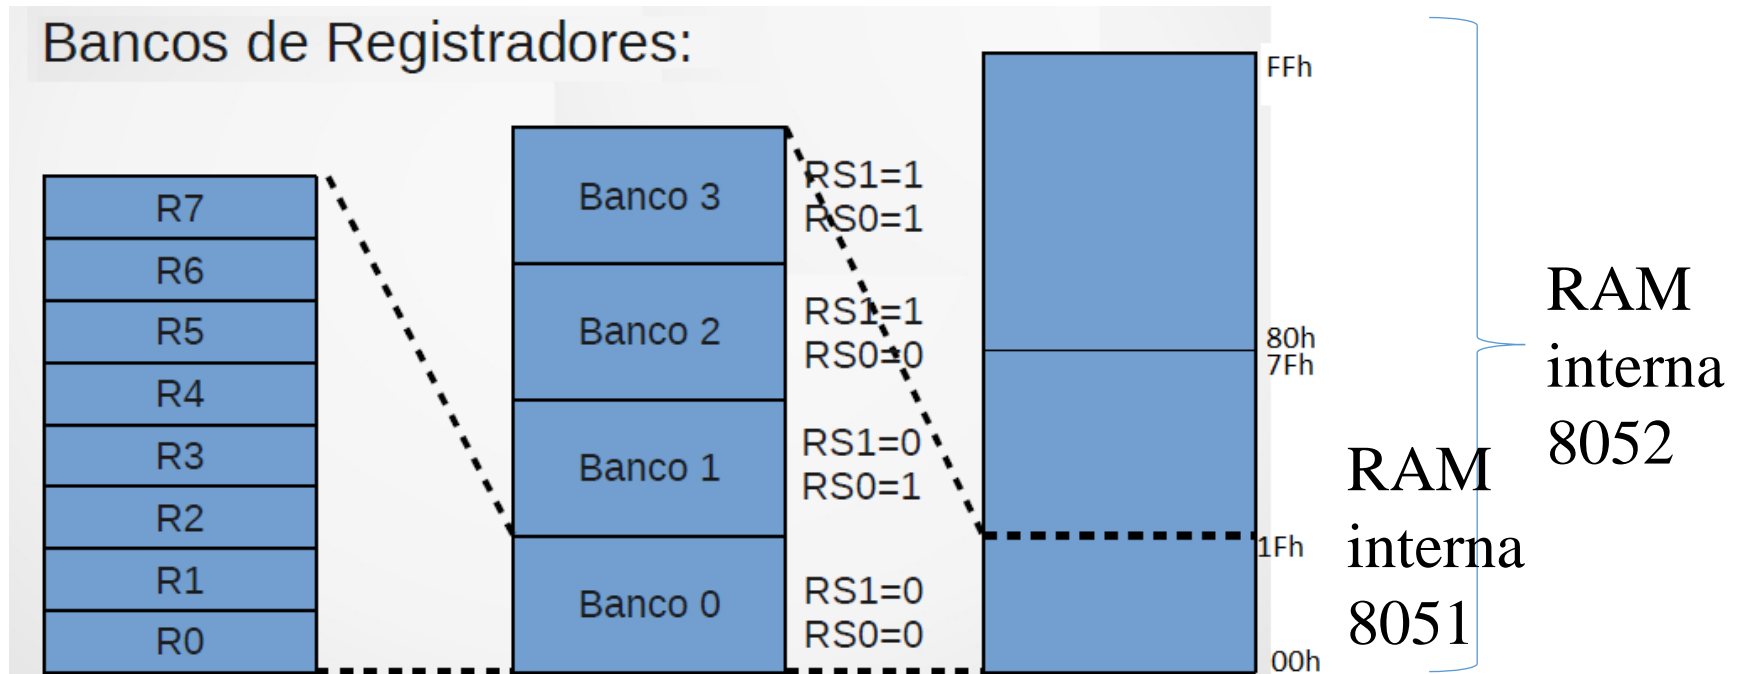 Bancos de Registradores:
R7
R6
R5
R4
R3
R2
R1
R0
Banco 3
Banco 2
Banco 1
Banco 0
RS1=1
RS0=1
RS1=1
RS0=0
RS1=0
RS0=1
RS1=0
RS0=0
FFh
80h
7Fh
1Fh
00h
RAM
interna
8051
RAM
interna
8052